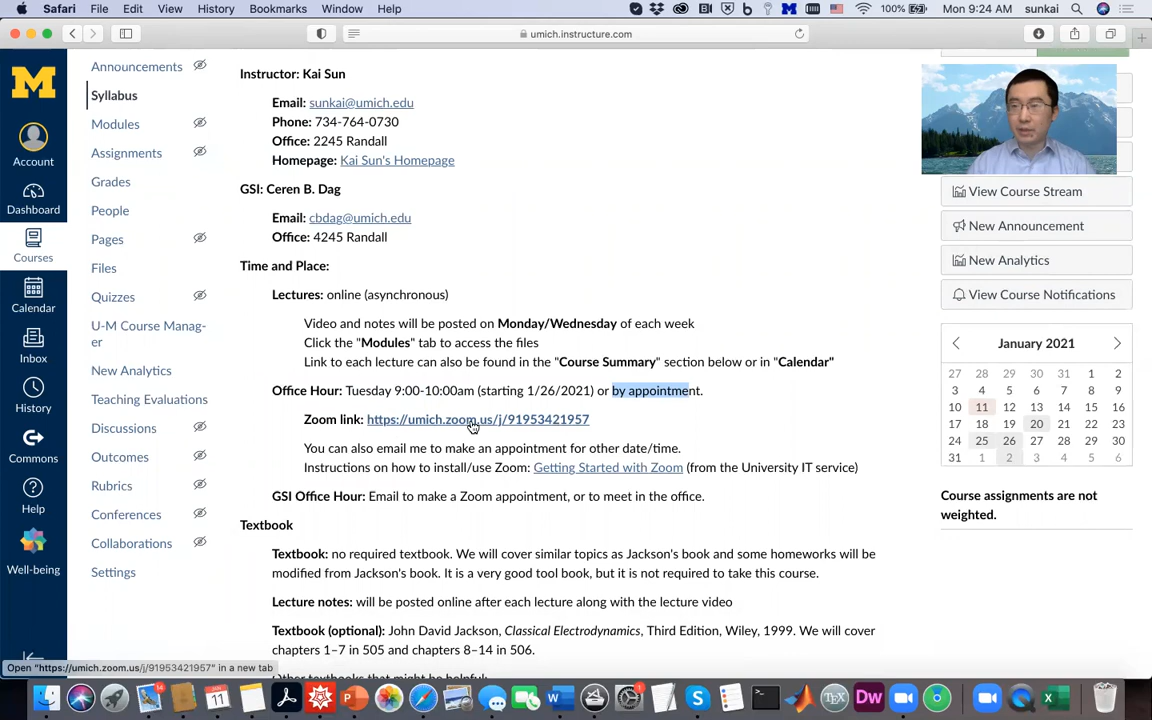 Safari File Edit View History Bookmarks Window Help 100% Mon 9:24 AM sunkai
umich.instructure.com
Account
Dashboard
Courses
Calendar
Inbox
History
Commons
Help
Well-being
Announcements
Syllabus
Modules
Assignments
Grades
People
Pages
Files
Quizzes
U-M Course Manag-
er
New Analytics
Teaching Evaluations
Discussions
Outcomes
Rubrics
Conferences
Collaborations
Settings
Instructor: Kai Sun
Email: sunkai@umich.edu
Phone: 734-764-0730
Office: 2245 Randall
Homepage: Kai Sun's Homepage
GSI: Ceren B. Dag
Email: cbdag@umich.edu
Office: 4245 Randall
Time and Place:
Lectures: online (asynchronous)
Video and notes will be posted on Monday/Wednesday of each week
Click the "Modules" tab to access the files
Link to each lecture can also be found in the "Course Summary" section below or in "Calendar"
Office Hour: Tuesday 9:00-10:00am (starting 1/26/2021) or by appointment.
Zoom link: https://umich.zoom.us/j/91953421957
You can also email me to make an appointment for other date/time.
Instructions on how to install/use Zoom: Getting Started with Zoom (from the University IT service)
GSI Office Hour: Email to make a Zoom appointment, or to meet in the office.
Textbook
Textbook: no required textbook. We will cover similar topics as Jackson's book and some homeworks will be
modified from Jackson's book. It is a very good tool book, but it is not required to take this course.
Lecture notes: will be posted online after each lecture along with the lecture video
Textbook (optional): John David Jackson, Classical Electrodynamics, Third Edition, Wiley, 1999. We will cover
chapters 1–7 in 505 and chapters 8–14 in 506.
Other textbooks that might be helpful:
View Course Stream
New Announcement
New Analytics
View Course Notifications
January 2021
27 28 29 30 31 1 2
3 4 5 6 7 8 9
10 11 12 13 14 15 16
17 18 19 20 21 22 23
24 25 26 27 28 29 30
31 1 2 3 4 5 6
Course assignments are not
weighted.
Open "https://umich.zoom.us/j/91953421957" in a new tab